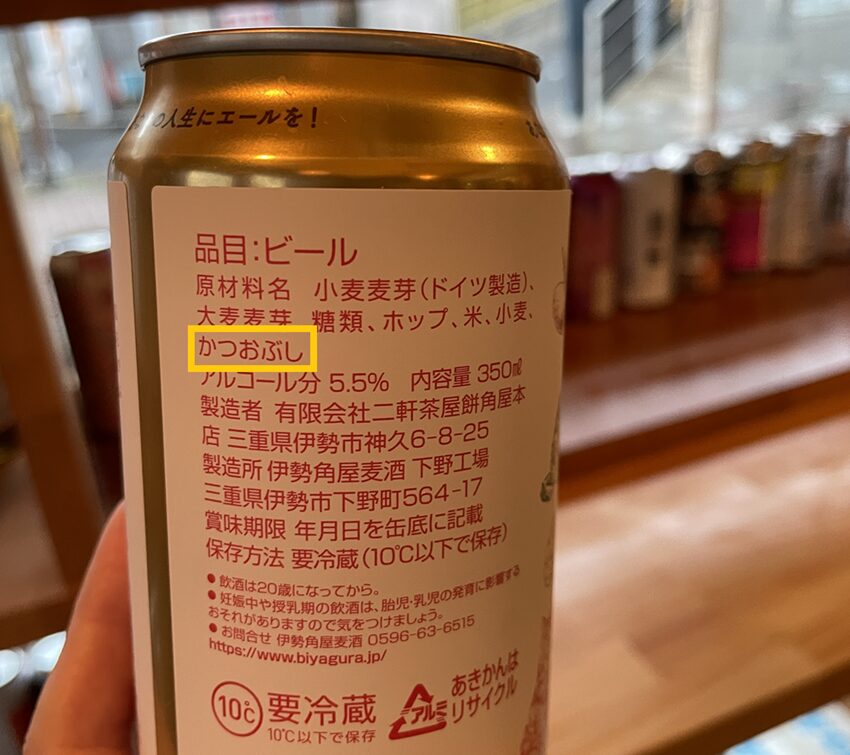 の人生にエールを！
品目：ビール
原材料名 小麦麦芽（ドイツ製造）、
大麦麦芽、糖類、ホップ、米、小麦、
かつおぶし
アルコール分 5.5% 内容量 350㎖
製造者 有限会社二軒茶屋餅角屋本
店 三重県伊勢市神久6-8-25
製造所 伊勢角屋麦酒 下野工場
三重県伊勢市下野町564-17
賞味期限 年月日を缶底に記載
保存方法 要冷蔵（10℃以下で保存）
●飲酒は20歳になってから。
●妊娠中や授乳期の飲酒は、胎児・乳児の発育に影響する
おそれがありますので気をつけましょう。
●お問合せ 伊勢角屋麦酒 0596-63-6515
https://www.biyagura.jp/
10℃ 要冷蔵
10℃以下で保存
アルミ
あきかんは
リサイクル